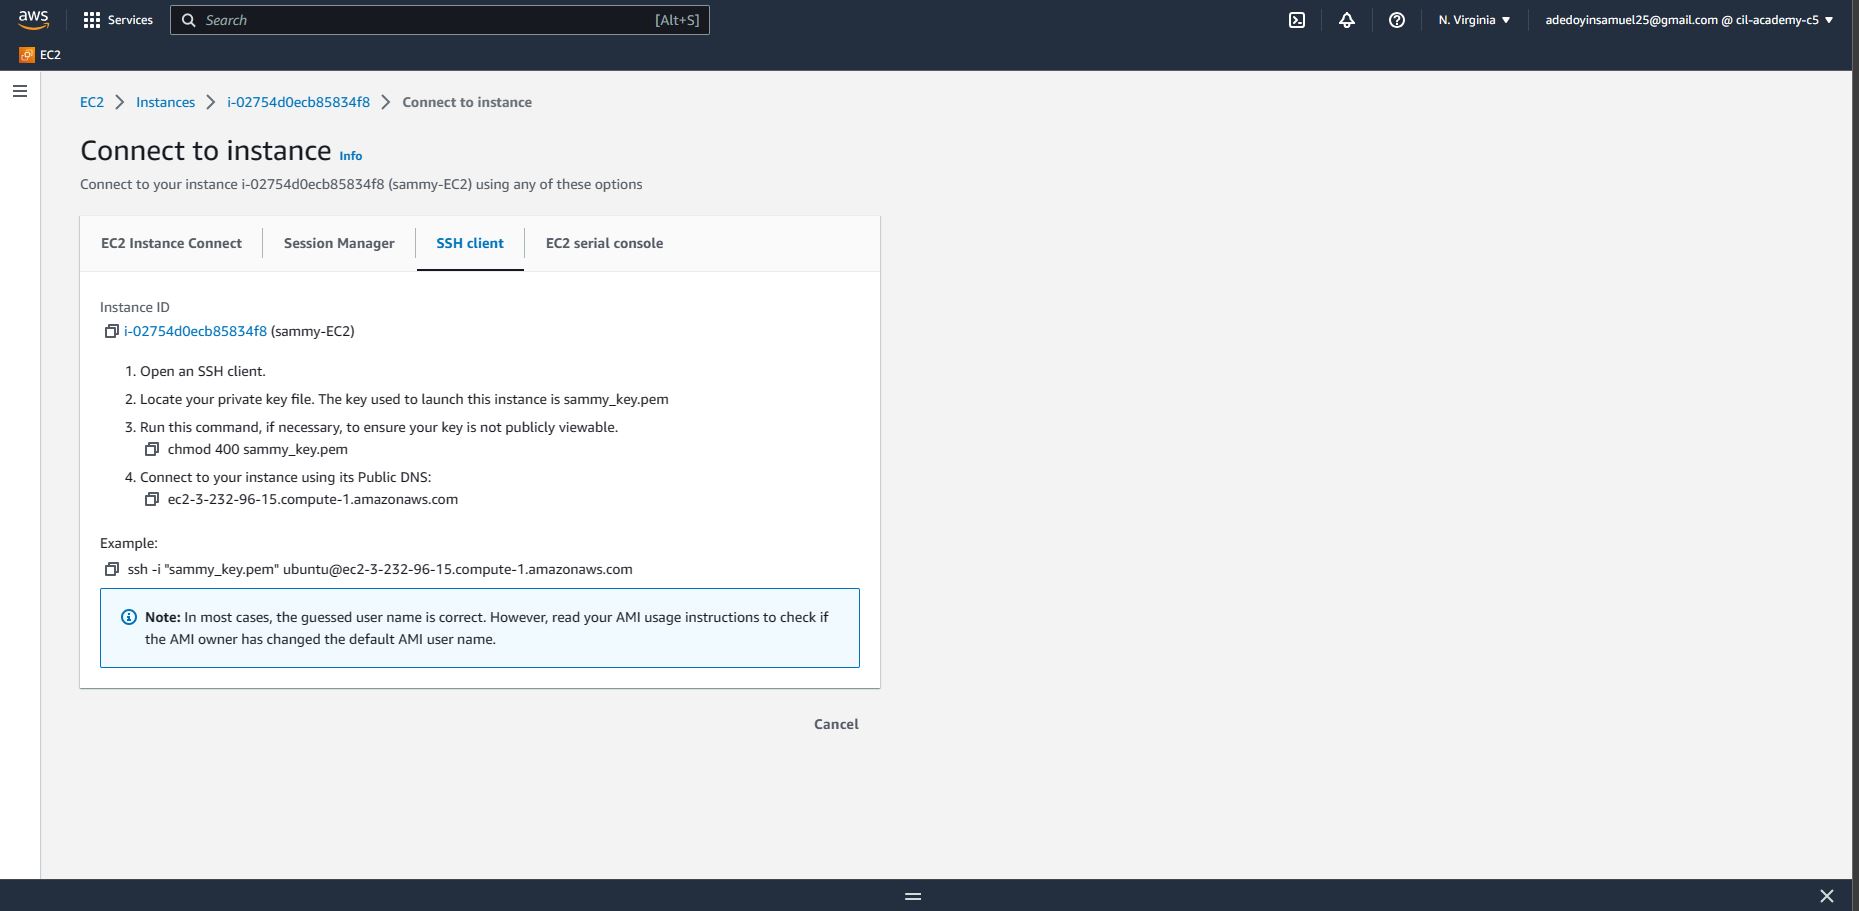 aws
Services
Search [Alt+S]
N. Virginia
adedoyinsamuel25@gmail.com @ cil-academy-c5
EC2
EC2 > Instances > i-02754d0ecb85834f8 > Connect to instance
Connect to instance Info
Connect to your instance i-02754d0ecb85834f8 (sammy-EC2) using any of these options
EC2 Instance Connect
Session Manager
SSH client
EC2 serial console
Instance ID
i-02754d0ecb85834f8 (sammy-EC2)
1. Open an SSH client.
2. Locate your private key file. The key used to launch this instance is sammy_key.pem
3. Run this command, if necessary, to ensure your key is not publicly viewable.
chmod 400 sammy_key.pem
4. Connect to your instance using its Public DNS:
ec2-3-232-96-15.compute-1.amazonaws.com
Example:
ssh -i "sammy_key.pem" ubuntu@ec2-3-232-96-15.compute-1.amazonaws.com
Note: In most cases, the guessed user name is correct. However, read your AMI usage instructions to check if
the AMI owner has changed the default AMI user name.
Cancel